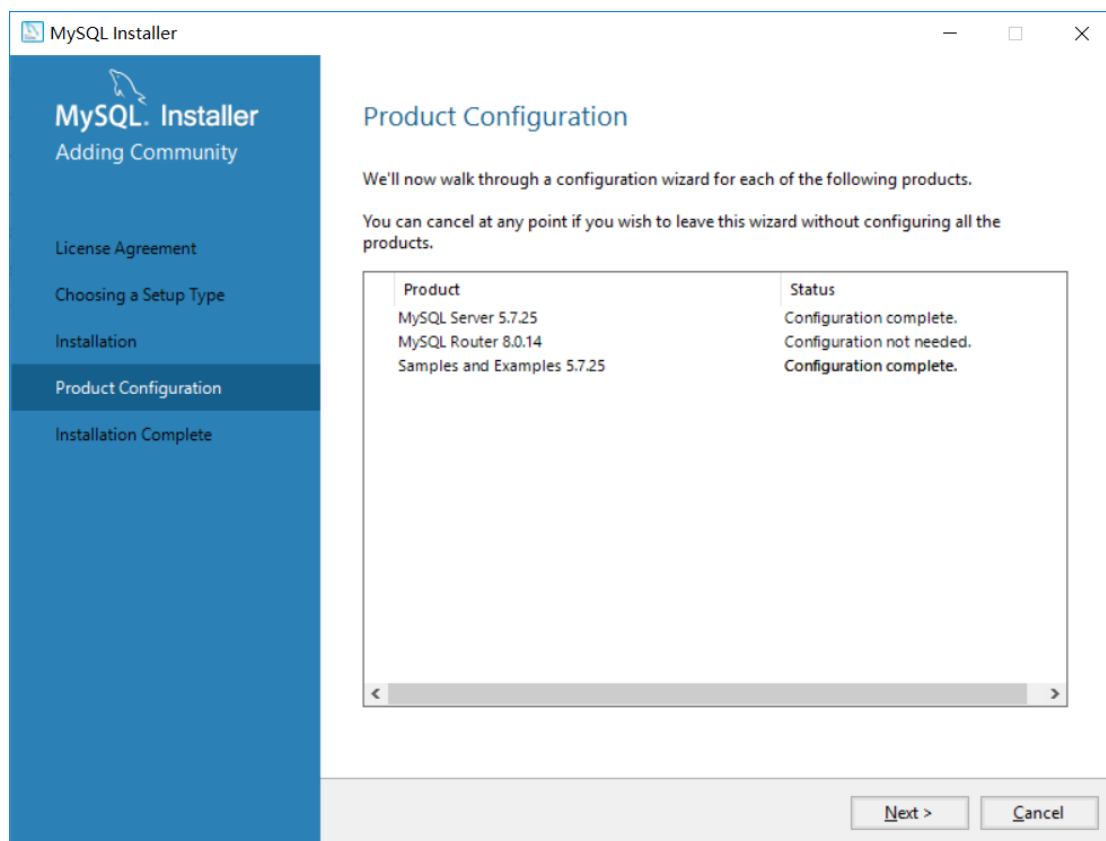 MySQL Installer
MySQL. Installer
Adding Community
License Agreement
Choosing a Setup Type
Installation
Product Configuration
Installation Complete
Product Configuration
We'll now walk through a configuration wizard for each of the following products.
You can cancel at any point if you wish to leave this wizard without configuring all the
products.
Product Status
MySQL Server 5.7.25 Configuration complete.
MySQL Router 8.0.14 Configuration not needed.
Samples and Examples 5.7.25 Configuration complete.
Next > Cancel